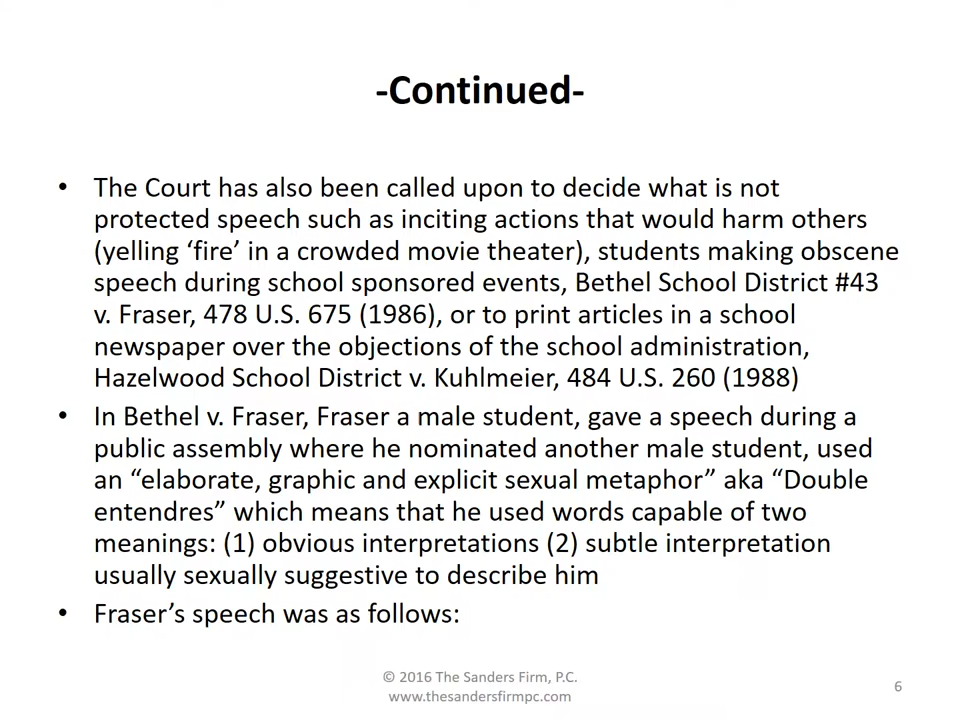 -Continued-
• The Court has also been called upon to decide what is not
protected speech such as inciting actions that would harm others
(yelling ‘fire’ in a crowded movie theater), students making obscene
speech during school sponsored events, Bethel School District #43
v. Fraser, 478 U.S. 675 (1986), or to print articles in a school
newspaper over the objections of the school administration,
Hazelwood School District v. Kuhlmeier, 484 U.S. 260 (1988)
• In Bethel v. Fraser, Fraser a male student, gave a speech during a
public assembly where he nominated another male student, used
an “elaborate, graphic and explicit sexual metaphor” aka “Double
entendres” which means that he used words capable of two
meanings: (1) obvious interpretations (2) subtle interpretation
usually sexually suggestive to describe him
• Fraser’s speech was as follows:
© 2016 The Sanders Firm, P.C.
www.thesandersfirmpc.com
6